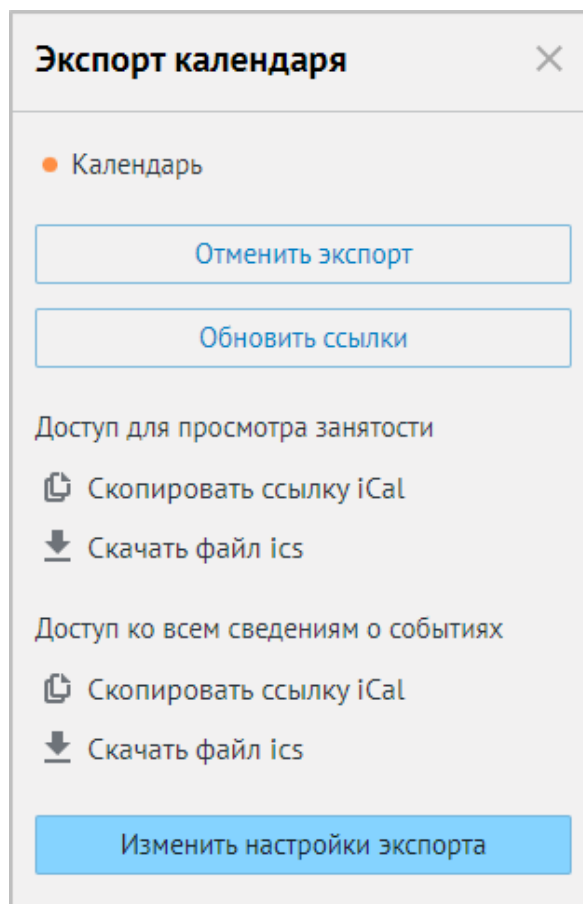 Экспорт календаря
Календарь
Отменить экспорт
Обновить ссылки
Доступ для просмотра занятости
Скопировать ссылку iCal
Скачать файл ics
Доступ ко всем сведениям о событиях
Скопировать ссылку iCal
Скачать файл ics
Изменить настройки экспорта